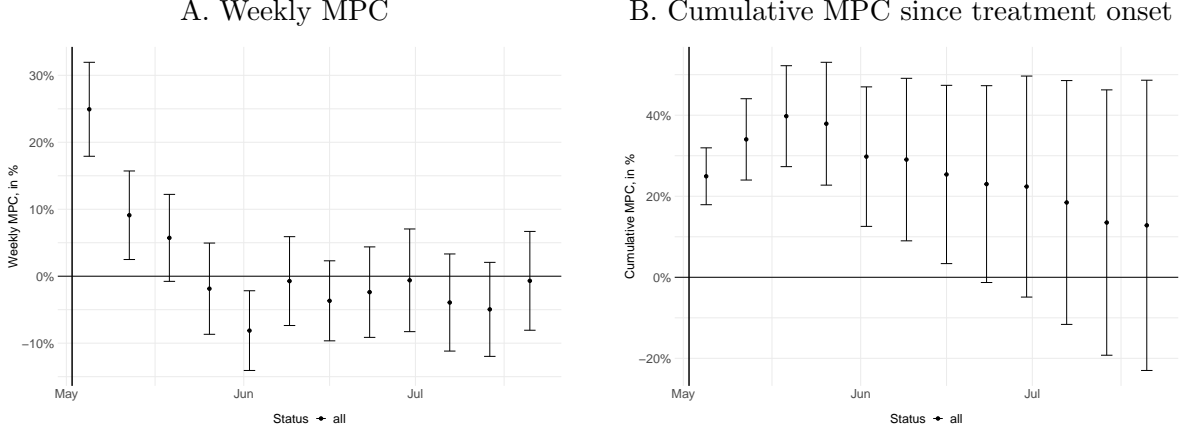 A. Weekly MPC
Weekly MPC, in %
30%
20%
10%
0%
−10%
May Jun Jul
Status all
B. Cumulative MPC since treatment onset
Cumulative MPC, in %
40%
20%
0%
−20%
May Jun Jul
Status all